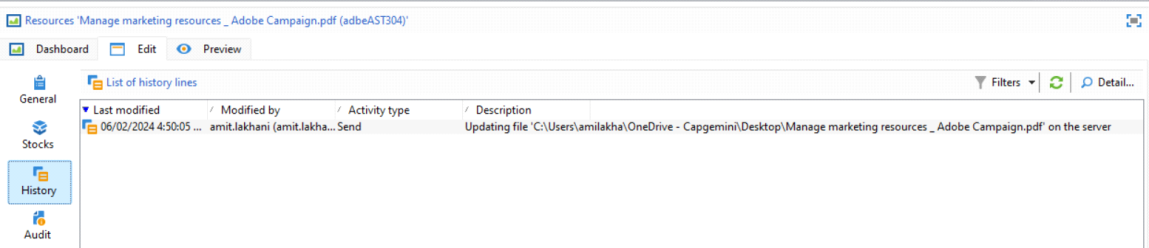 Resources 'Manage marketing resources _ Adobe Campaign.pdf (adbeAST304)'
Dashboard Edit Preview
General
Stocks
History
Audit
List of history lines Filters Detail...
Last modified Modified by Activity type Description
06/02/2024 4:50:05 ... amit.lakhani (amit.lakha... Send Updating file 'C:\Users\amilakha\OneDrive - Capgemini\Desktop\Manage marketing resources _ Adobe Campaign.pdf' on the server